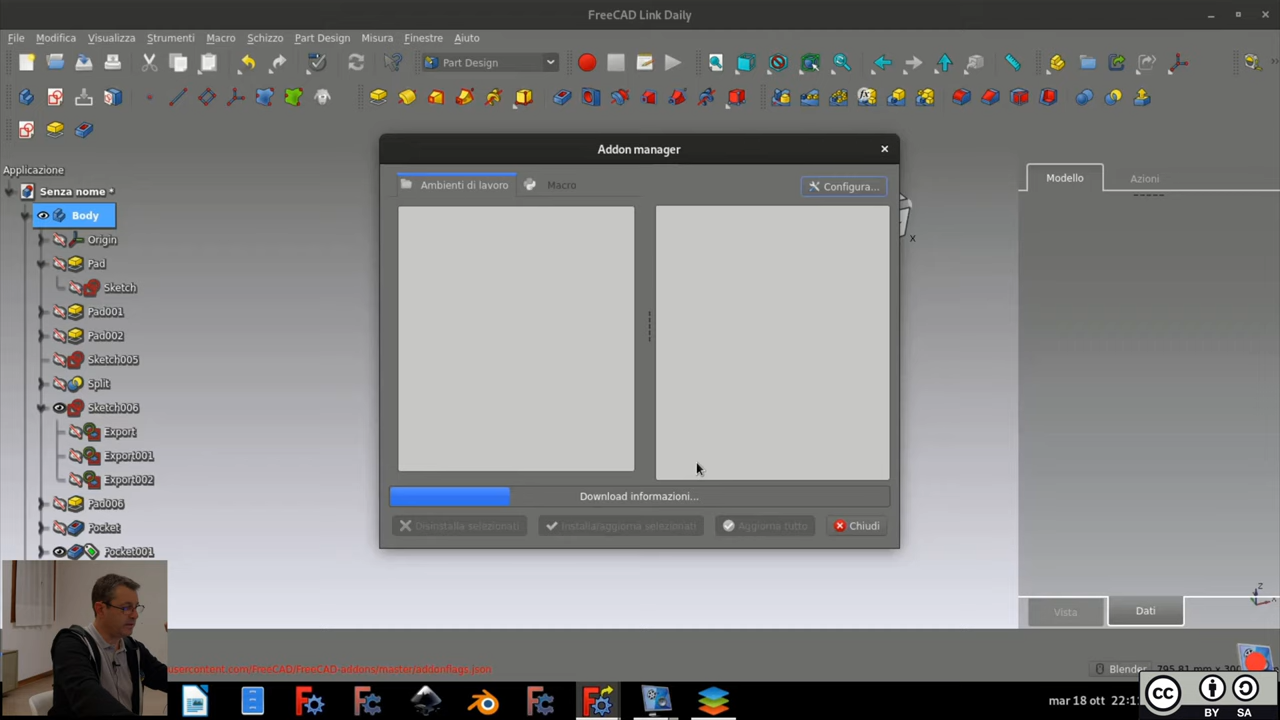 FreeCAD Link Daily
File Modifica Visualizza Strumenti Macro Schizzo Part Design Misura Finestre Aiuto
Part Design
Applicazione
Senza nome *
Body
Origin
Pad
Sketch
Pad001
Pad002
Sketch005
Split
Sketch006
Export
Export001
Export002
Pad006
Pocket
Pocket001
Addon manager
Ambienti di lavoro Macro Configura...
Download informazioni...
Disinstalla selezionati Installa/aggiorna selezionati Aggiorna tutto Chiudi
X
Modello Azioni
Z
Vista Dati
usercontent.com/FreeCAD/FreeCAD-addons/master/addonflags.json
Blender
mar 18 ott
CC
BY SA